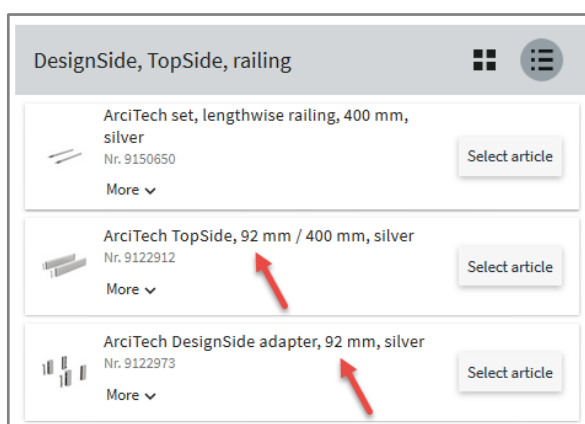 DesignSide, TopSide, railing
ArciTech set, lengthwise railing, 400 mm,
silver
Nr. 9150650
More
Select article
ArciTech TopSide, 92 mm / 400 mm, silver
Nr. 9122912
More
Select article
ArciTech DesignSide adapter, 92 mm, silver
Nr. 9122973
More
Select article